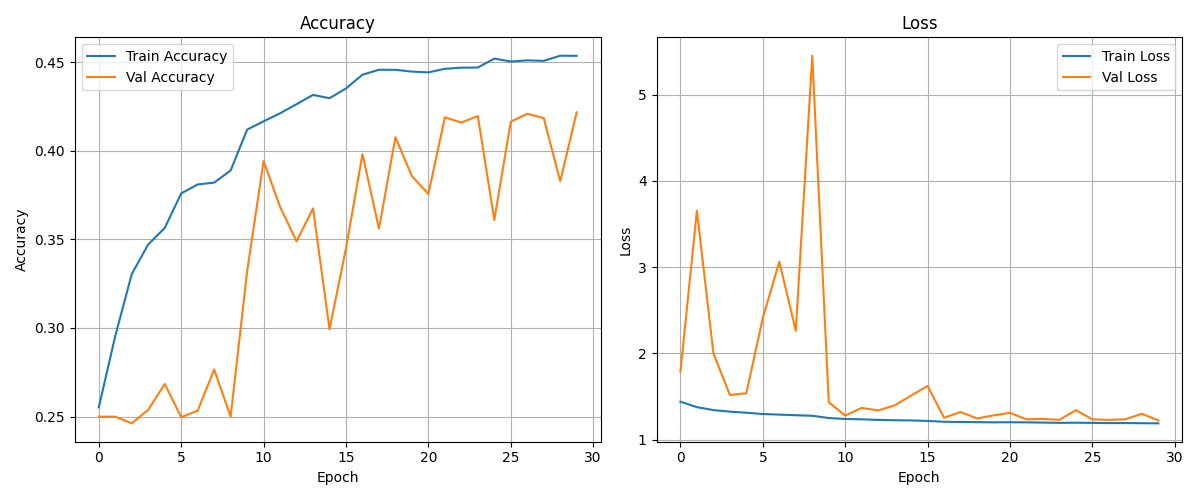 Accuracy
Train Accuracy
Val Accuracy
Accuracy
0.45
0.40
0.35
0.30
0.25
0 5 10 15 20 25 30
Epoch
Loss
Train Loss
Val Loss
Loss
5
4
3
2
1
0 5 10 15 20 25 30
Epoch